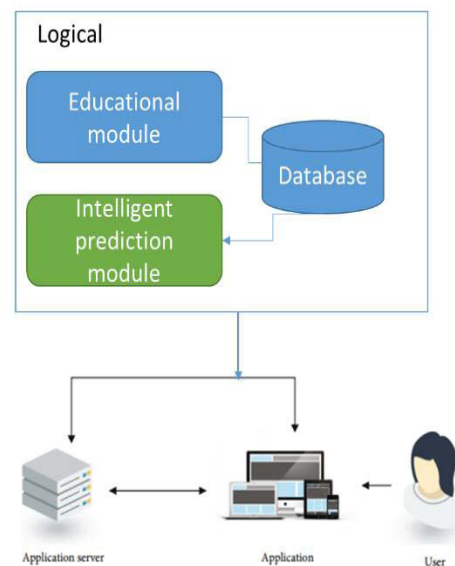 Logical
Educational
module
Database
Intelligent
prediction
module
Application server
Application
User